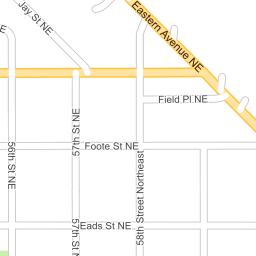 Jay St NE
Eastern Avenue NE
Field Pl NE
E
57th St NE
Foote St NE
56th St NE
58th Street Northeast
57th St NE
Eads St NE